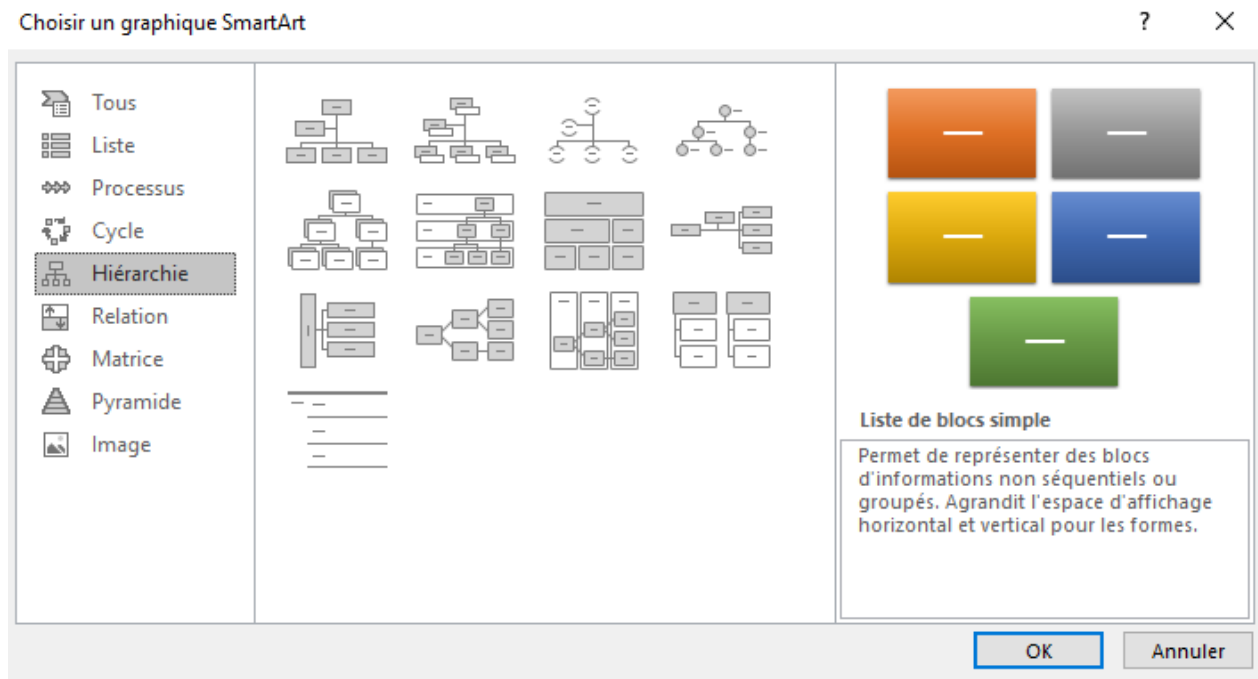 Choisir un graphique SmartArt
?
Tous
Liste
Processus
Cycle
Hiérarchie
Relation
Matrice
Pyramide
Image
Liste de blocs simple
Permet de représenter des blocs
d'informations non séquentiels ou
groupés. Agrandit l'espace d'affichage
horizontal et vertical pour les formes.
OK
Annuler